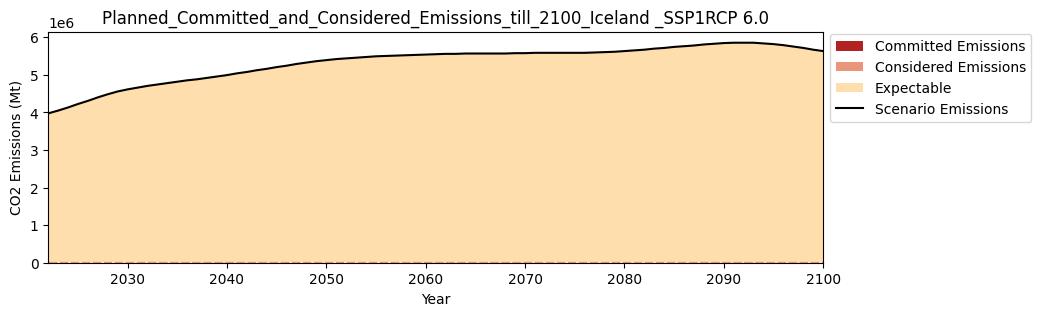 Planned_Committed_and_Considered_Emissions_till_2100_Iceland _SSP1RCP 6.0
1e6
6
5
4
3
2
1
0
CO2 Emissions (Mt)
2030 2040 2050 2060 2070 2080 2090 2100
Year
Committed Emissions
Considered Emissions
Expectable
Scenario Emissions